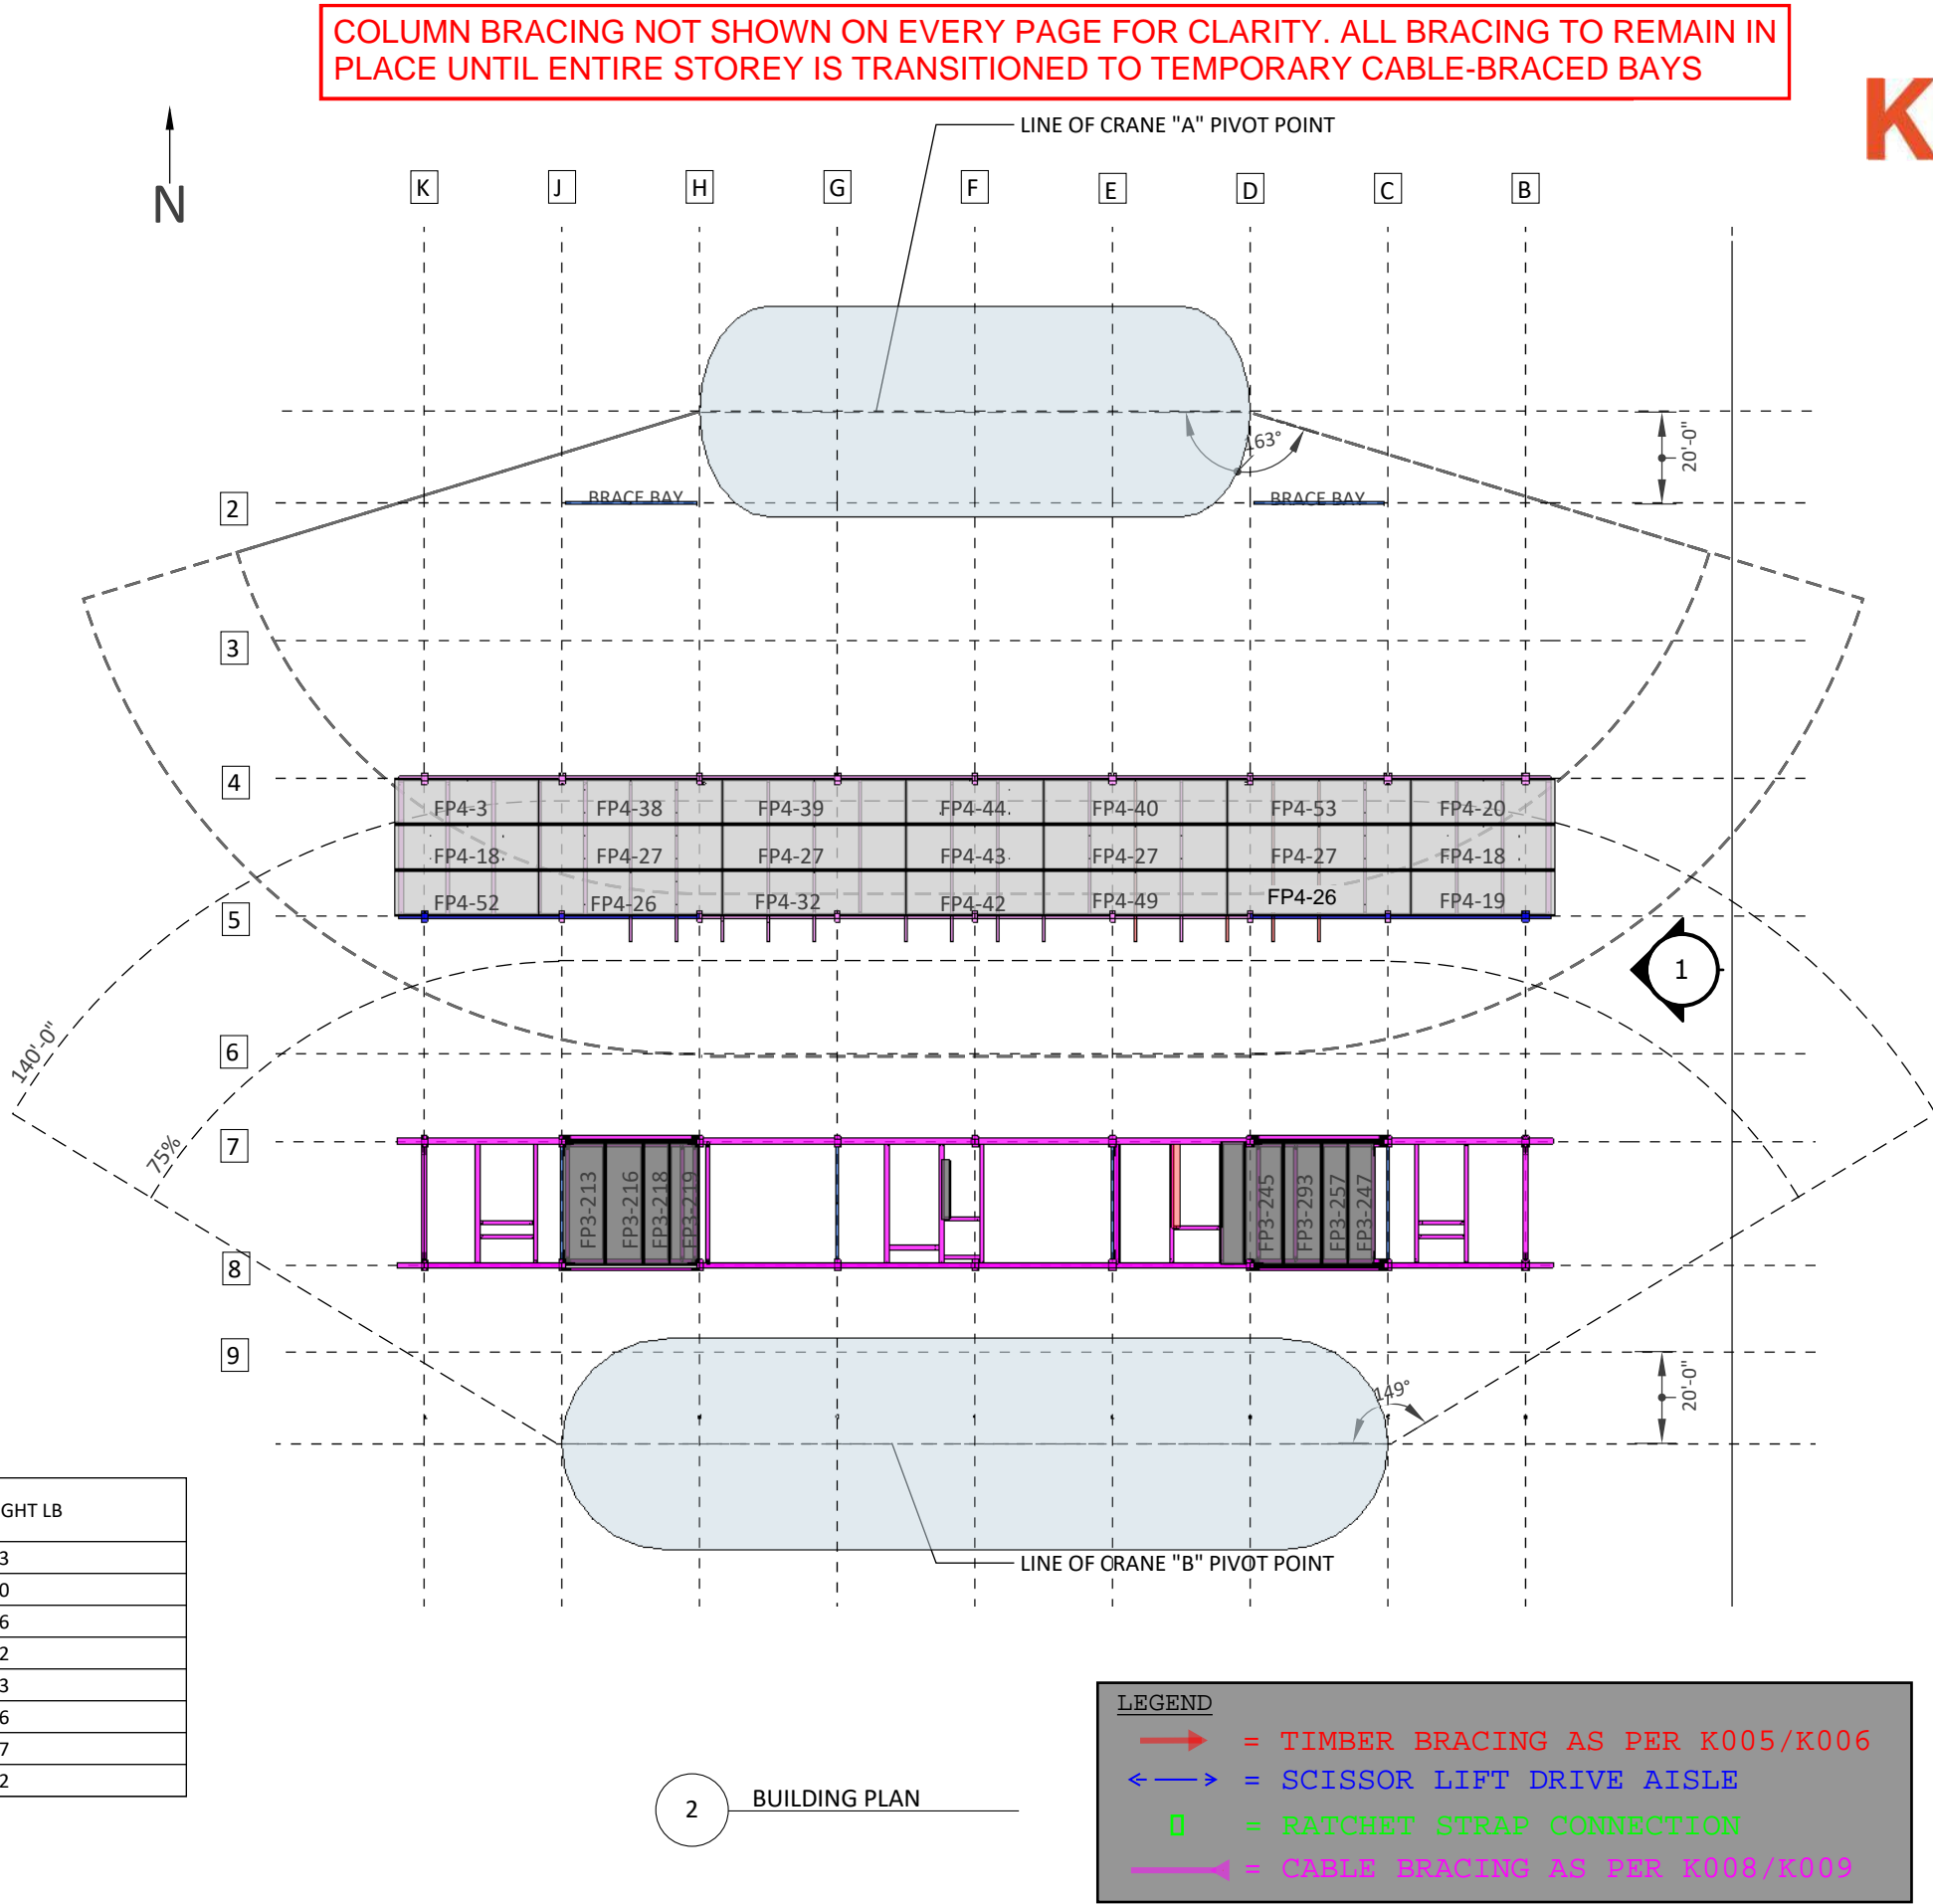 COLUMN BRACING NOT SHOWN ON EVERY PAGE FOR CLARITY. ALL BRACING TO REMAIN IN
PLACE UNTIL ENTIRE STOREY IS TRANSITIONED TO TEMPORARY CABLE-BRACED BAYS
K
LINE OF CRANE "A" PIVOT POINT
N
K J H G F E D C B
163°
20'-0"
2
BRACE BAY BRACE BAY
3
4
FP4-3 FP4-38 FP4-39 FP4-44 FP4-40 FP4-53 FP4-20
FP4-18 FP4-27 FP4-27 FP4-43 FP4-27 FP4-27 FP4-18
FP4-52 FP4-26 FP4-32 FP4-42 FP4-49 FP4-26 FP4-19
5
1
140'-0"
6
75%
7
FP3-213 FP3-216 FP3-218 FP3-219 FP3-245 FP3-293 FP3-257 FP3-247
8
9
149°
20'-0"
LINE OF CRANE "B" PIVOT POINT
GHT LB
3
0
6
2
3
6
7
2
2 BUILDING PLAN
LEGEND
= TIMBER BRACING AS PER K005/K006
= SCISSOR LIFT DRIVE AISLE
= RATCHET STRAP CONNECTION
= CABLE BRACING AS PER K008/K009